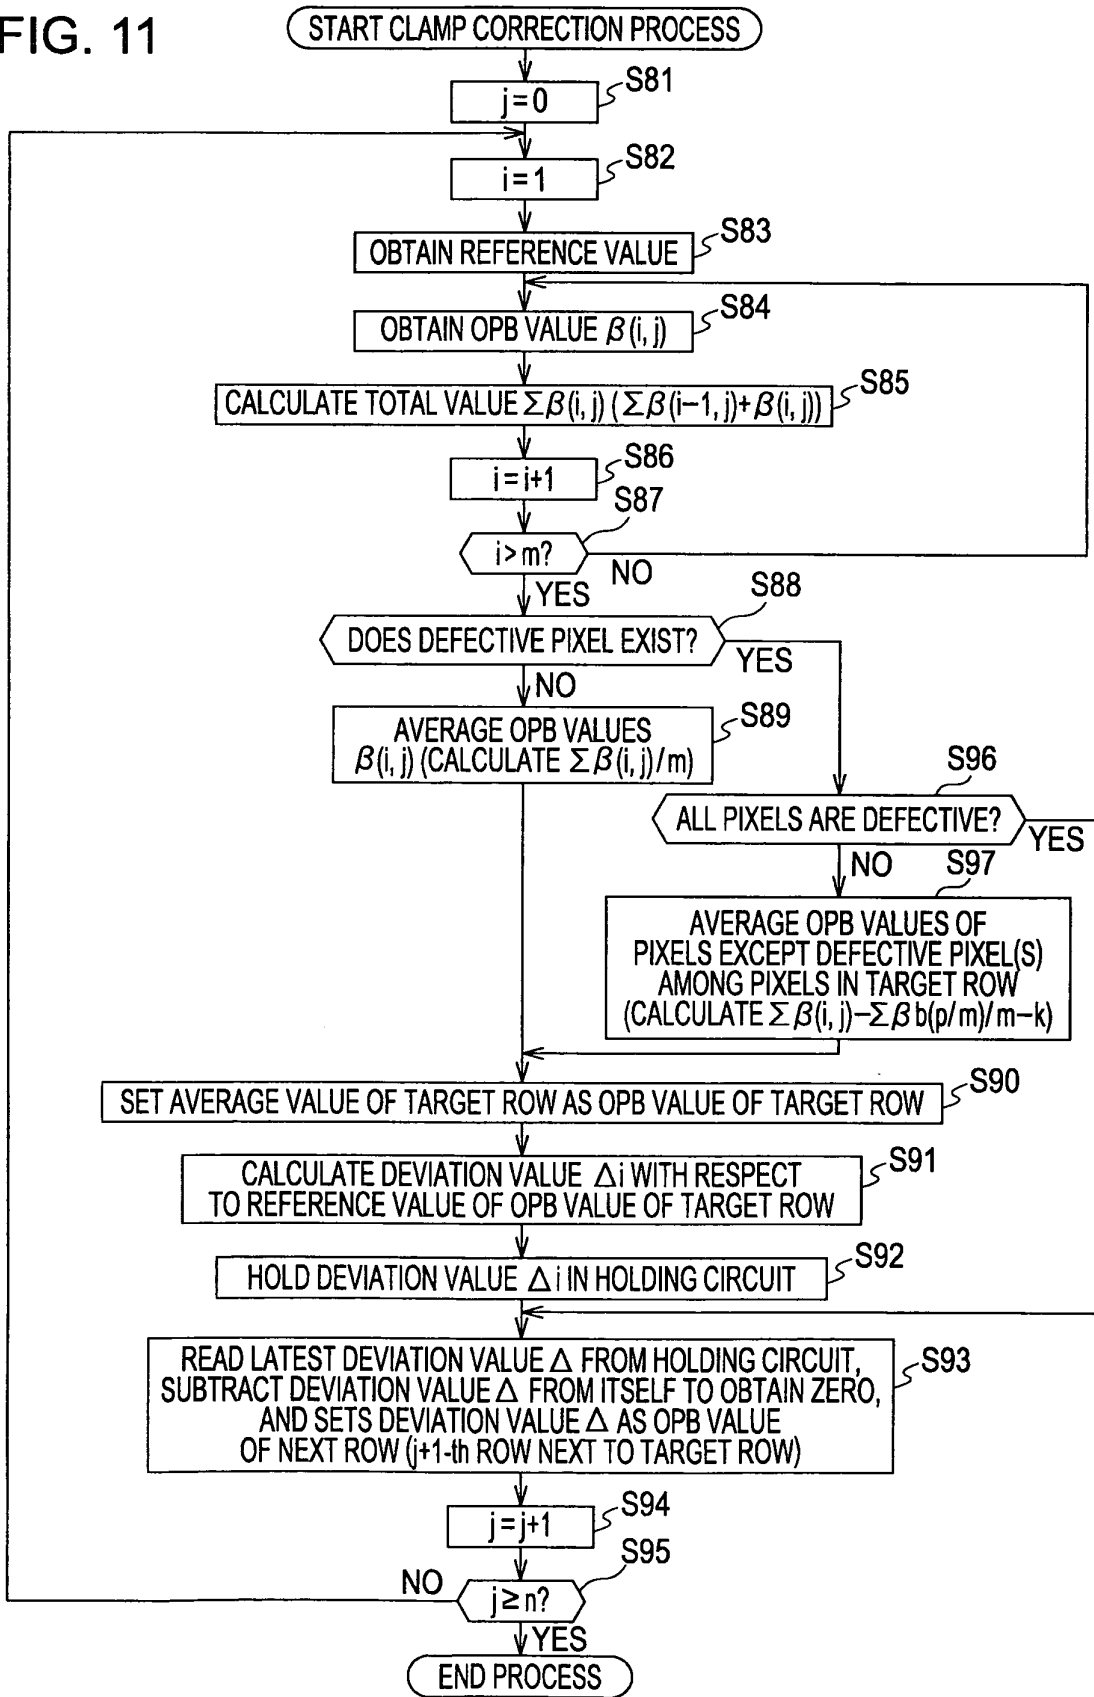 FIG. 11
START CLAMP CORRECTION PROCESS
S81
j=0
S82
i=1
S83
OBTAIN REFERENCE VALUE
S84
OBTAIN OPB VALUE β(i, j)
S85
CALCULATE TOTAL VALUE Σβ(i, j) (Σβ(i−1, j)+β(i, j))
S86
i=i+1
S87
i>m?
NO
YES
S88
DOES DEFECTIVE PIXEL EXIST?
YES
NO
S89
AVERAGE OPB VALUES
β(i, j) (CALCULATE Σβ(i, j)/m)
S96
ALL PIXELS ARE DEFECTIVE?
YES
NO
S97
AVERAGE OPB VALUES OF
PIXELS EXCEPT DEFECTIVE PIXEL(S)
AMONG PIXELS IN TARGET ROW
(CALCULATE Σβ(i, j)−Σβb(p/m)/m−k)
S90
SET AVERAGE VALUE OF TARGET ROW AS OPB VALUE OF TARGET ROW
S91
CALCULATE DEVIATION VALUE Δi WITH RESPECT
TO REFERENCE VALUE OF OPB VALUE OF TARGET ROW
S92
HOLD DEVIATION VALUE Δi IN HOLDING CIRCUIT
S93
READ LATEST DEVIATION VALUE Δ FROM HOLDING CIRCUIT,
SUBTRACT DEVIATION VALUE Δ FROM ITSELF TO OBTAIN ZERO,
AND SETS DEVIATION VALUE Δ AS OPB VALUE
OF NEXT ROW (j+1-th ROW NEXT TO TARGET ROW)
S94
j=j+1
S95
NO
j≥n?
YES
END PROCESS